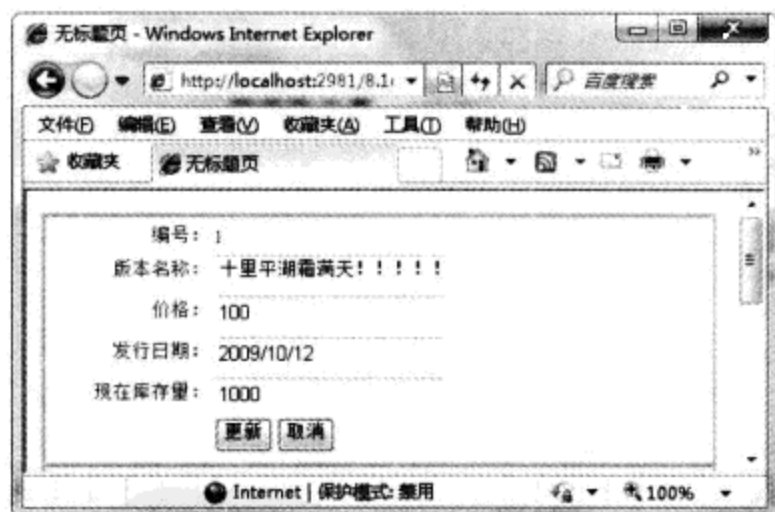 无标题页 - Windows Internet Explorer
http://localhost:2981/8.1
百度搜索
文件(F) 编辑(E) 查看(V) 收藏夹(A) 工具(T) 帮助(H)
收藏夹 无标题页
编号: 1
版本名称: 十里平湖霜满天!!!!!
价格: 100
发行日期: 2009/10/12
现在库存量: 1000
更新 取消
Internet | 保护模式: 禁用 100%